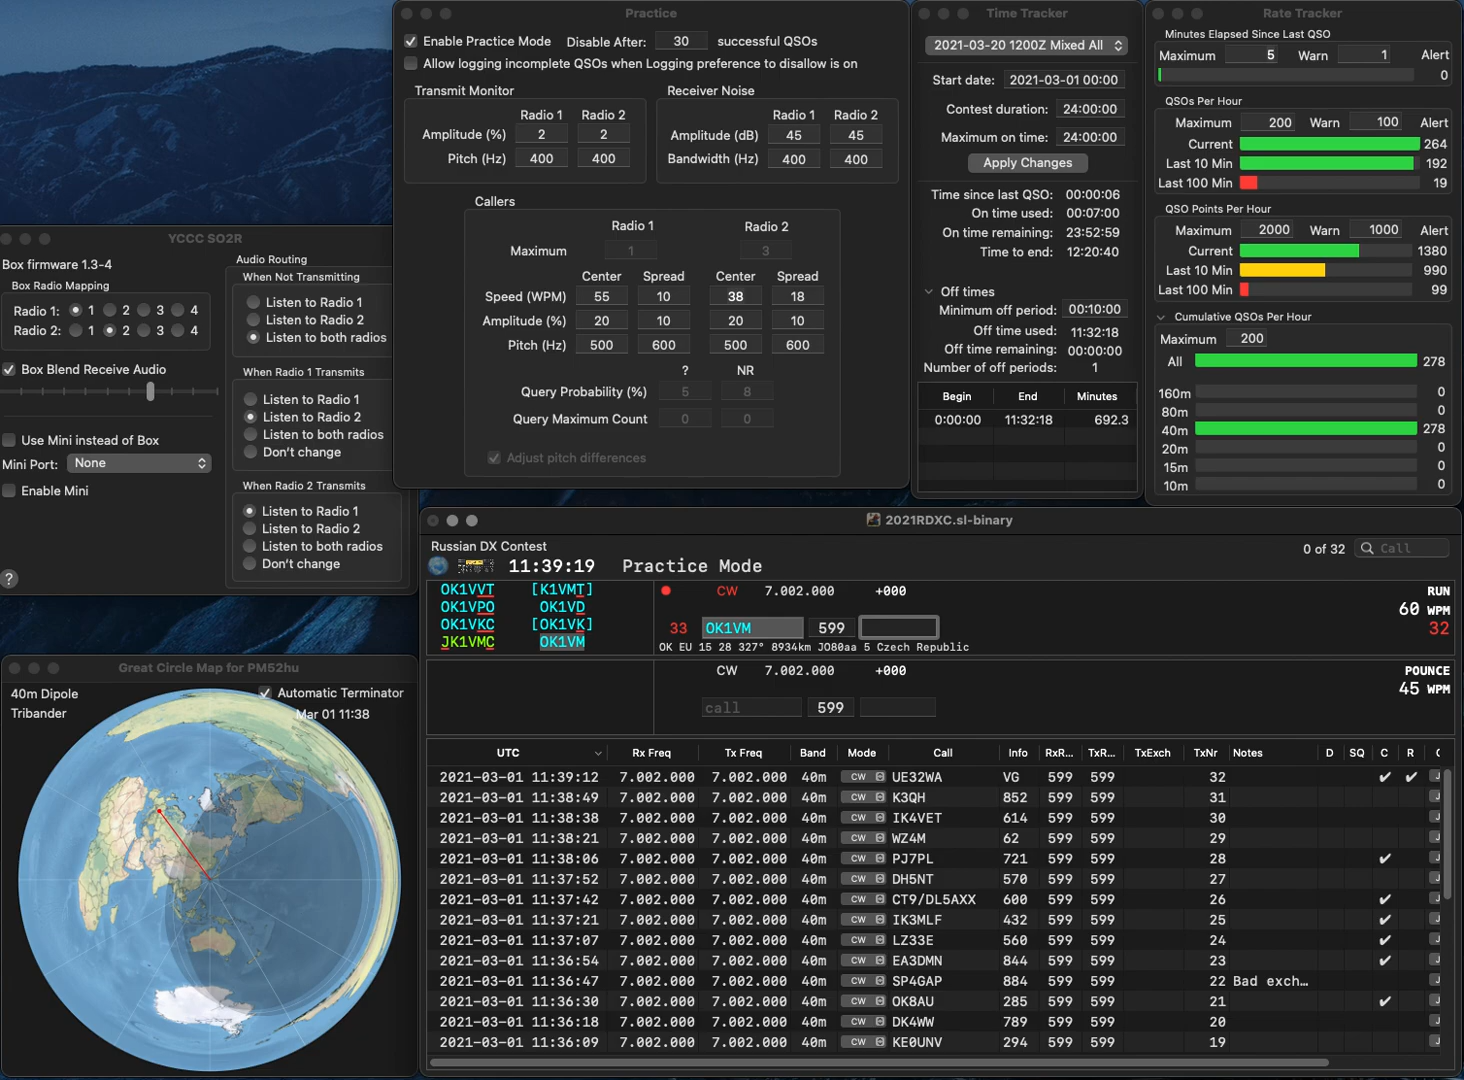 Practice
Enable Practice Mode Disable After: 30 successful QSOs
Allow logging incomplete QSOs when Logging preference to disallow is on
Transmit Monitor
Radio 1 Radio 2
Amplitude (%) 2 2
Pitch (Hz) 400 400
Receiver Noise
Radio 1 Radio 2
Amplitude (dB) 45 45
Bandwidth (Hz) 400 400
Callers
Radio 1 Radio 2
Maximum 1 3
Center Spread Center Spread
Speed (WPM) 55 10 38 18
Amplitude (%) 20 10 20 10
Pitch (Hz) 500 600 500 600
? NR
Query Probability (%) 5 8
Query Maximum Count 0 0
Adjust pitch differences
Time Tracker
2021-03-20 1200Z Mixed All
Start date: 2021-03-01 00:00
Contest duration: 24:00:00
Maximum on time: 24:00:00
Apply Changes
Time since last QSO: 00:00:06
On time used: 00:07:00
On time remaining: 23:52:59
Time to end: 12:20:40
Off times
Minimum off period: 00:10:00
Off time used: 11:32:18
Off time remaining: 00:00:00
Number of off periods: 1
Begin End Minutes
0:00:00 11:32:18 692.3
Rate Tracker
Minutes Elapsed Since Last QSO
Maximum 5 Warn 1 Alert
0
QSOs Per Hour
Maximum 200 Warn 100 Alert
Current 264
Last 10 Min 192
Last 100 Min 19
QSO Points Per Hour
Maximum 2000 Warn 1000 Alert
Current 1380
Last 10 Min 990
Last 100 Min 99
Cumulative QSOs Per Hour
Maximum 200
All 278
160m 0
80m 0
40m 278
20m 0
15m 0
10m 0
YCCC SO2R
Box firmware 1.3-4
Box Radio Mapping
Radio 1: 1 2 3 4
Radio 2: 1 2 3 4
Box Blend Receive Audio
Use Mini instead of Box
Mini Port: None
Enable Mini
?
Audio Routing
When Not Transmitting
Listen to Radio 1
Listen to Radio 2
Listen to both radios
When Radio 1 Transmits
Listen to Radio 1
Listen to Radio 2
Listen to both radios
Don't change
When Radio 2 Transmits
Listen to Radio 1
Listen to Radio 2
Listen to both radios
Don't change
Great Circle Map for PM52hu
40m Dipole Automatic Terminator
Tribander Mar 01 11:38
2021RDXC.sl-binary
Russian DX Contest 0 of 32 Call
11:39:19 Practice Mode
OK1VVT [K1VMT]
OK1VPO OK1VD
OK1VKC [OK1VK]
JK1VMC OK1VM
CW 7.002.000 +000 RUN
60 WPM
33 OK1VM 599 32
OK EU 15 28 327° 8934km JO80aa 5 Czech Republic
CW 7.002.000 +000 POUNCE
45 WPM
call 599
UTC Rx Freq Tx Freq Band Mode Call Info RxR... TxR... TxExch TxNr Notes D SQ C R C
2021-03-01 11:39:12 7.002.000 7.002.000 40m CW UE32WA VG 599 599 32 ✔ ✔ J
2021-03-01 11:38:49 7.002.000 7.002.000 40m CW K3QH 852 599 599 31 J
2021-03-01 11:38:38 7.002.000 7.002.000 40m CW IK4VET 614 599 599 30 J
2021-03-01 11:38:21 7.002.000 7.002.000 40m CW WZ4M 62 599 599 29 J
2021-03-01 11:38:06 7.002.000 7.002.000 40m CW PJ7PL 721 599 599 28 ✔ J
2021-03-01 11:37:52 7.002.000 7.002.000 40m CW DH5NT 570 599 599 27 J
2021-03-01 11:37:42 7.002.000 7.002.000 40m CW CT9/DL5AXX 600 599 599 26 ✔ J
2021-03-01 11:37:21 7.002.000 7.002.000 40m CW IK3MLF 432 599 599 25 ✔ J
2021-03-01 11:37:07 7.002.000 7.002.000 40m CW LZ33E 560 599 599 24 ✔ J
2021-03-01 11:36:54 7.002.000 7.002.000 40m CW EA3DMN 844 599 599 23 ✔ J
2021-03-01 11:36:47 7.002.000 7.002.000 40m CW SP4GAP 884 599 599 22 Bad exch... J
2021-03-01 11:36:30 7.002.000 7.002.000 40m CW OK8AU 285 599 599 21 ✔ J
2021-03-01 11:36:18 7.002.000 7.002.000 40m CW DK4WW 789 599 599 20 J
2021-03-01 11:36:09 7.002.000 7.002.000 40m CW KE0UNV 294 599 599 19 J